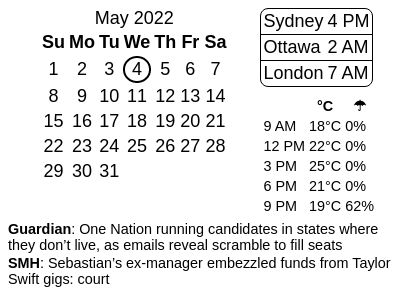 May 2022
Su Mo Tu We Th Fr Sa
1 2 3 4 5 6 7
8 9 10 11 12 13 14
15 16 17 18 19 20 21
22 23 24 25 26 27 28
29 30 31
Sydney 4 PM
Ottawa 2 AM
London 7 AM
°C ☂
9 AM 18°C 0%
12 PM 22°C 0%
3 PM 25°C 0%
6 PM 21°C 0%
9 PM 19°C 62%
Guardian: One Nation running candidates in states where
they don’t live, as emails reveal scramble to fill seats
SMH: Sebastian’s ex-manager embezzled funds from Taylor
Swift gigs: court